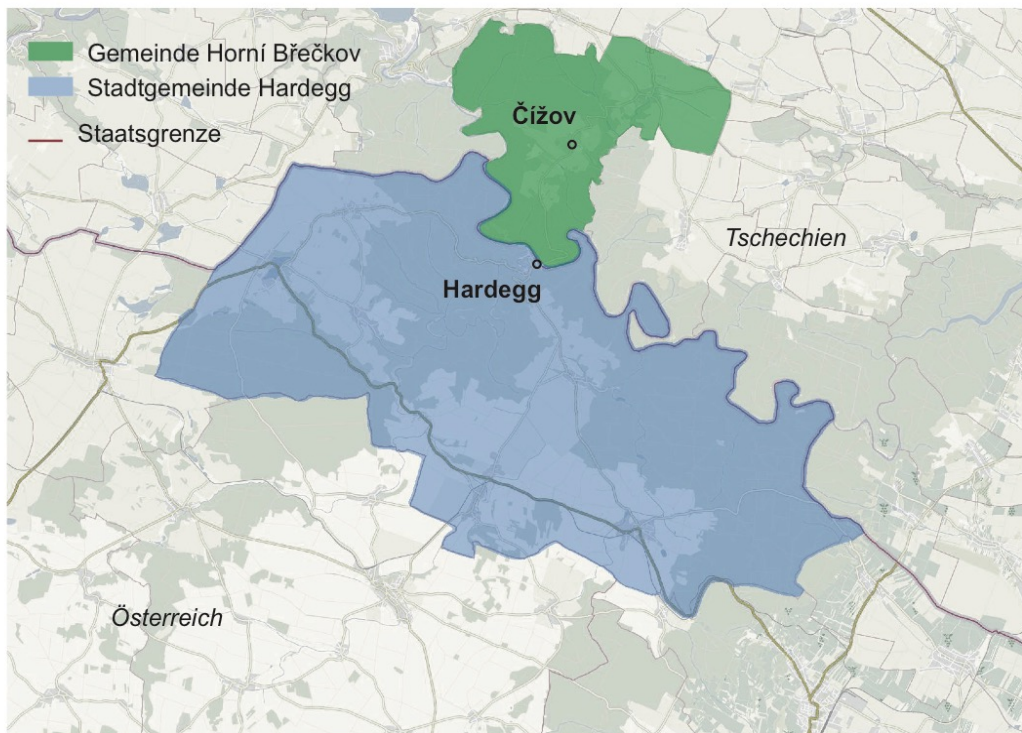 Gemeinde Horní Břečkov
Stadtgemeinde Hardegg
Staatsgrenze
Čížov
Tschechien
Hardegg
Österreich